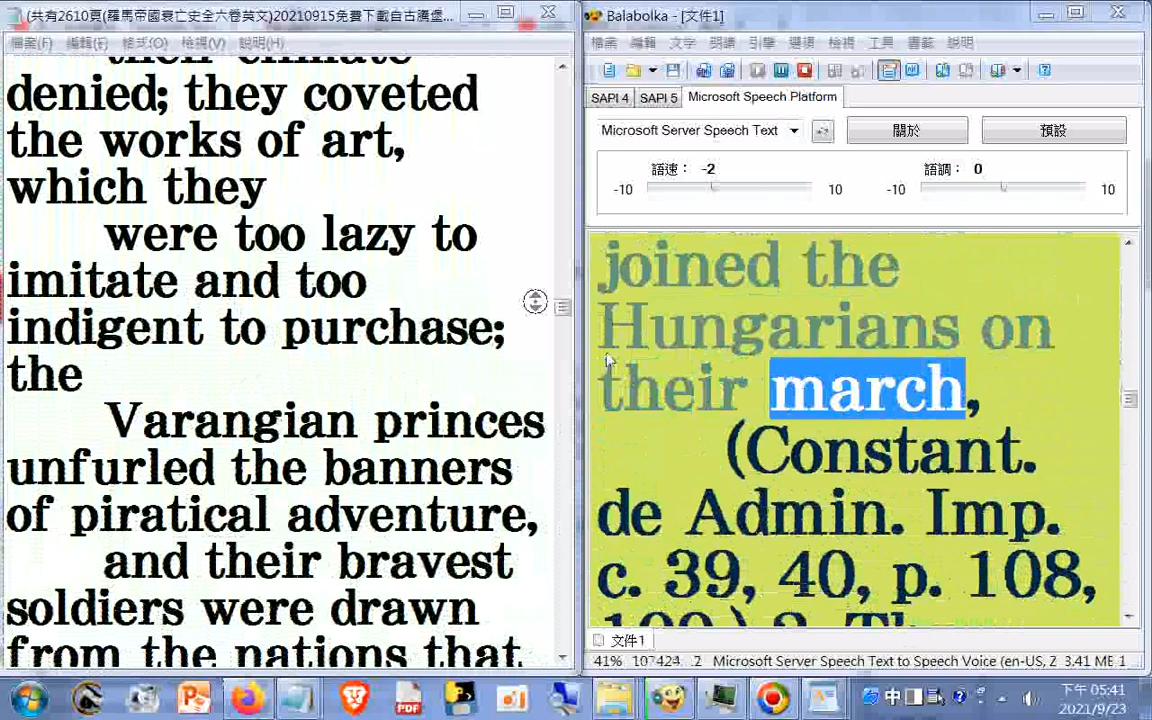 (共有2610頁(羅馬帝國衰亡史全六卷英文)20210915免費下載自古騰堡...
檔案(F) 編輯(E) 格式(O) 檢視(V) 說明(H)
their climate
denied; they coveted
the works of art,
which they
were too lazy to
imitate and too
indigent to purchase;
the
Varangian princes
unfurled the banners
of piratical adventure,
and their bravest
soldiers were drawn
from the nations that
Balabolka - [文件1]
檔案 編輯 文字 朗讀 引擎 選項 檢視 工具 書籤 說明
SAPI 4 SAPI 5 Microsoft Speech Platform
Microsoft Server Speech Text 關於 預設
語速： -2 語調： 0
-10 10 -10 10
joined the
Hungarians on
their march,
(Constant.
de Admin. Imp.
c. 39, 40, p. 108,
文件1
41% 107424 .2 Microsoft Server Speech Text to Speech Voice (en-US, Z 3.41 ME 1
PDF
中
下午 05:41
2021/9/23